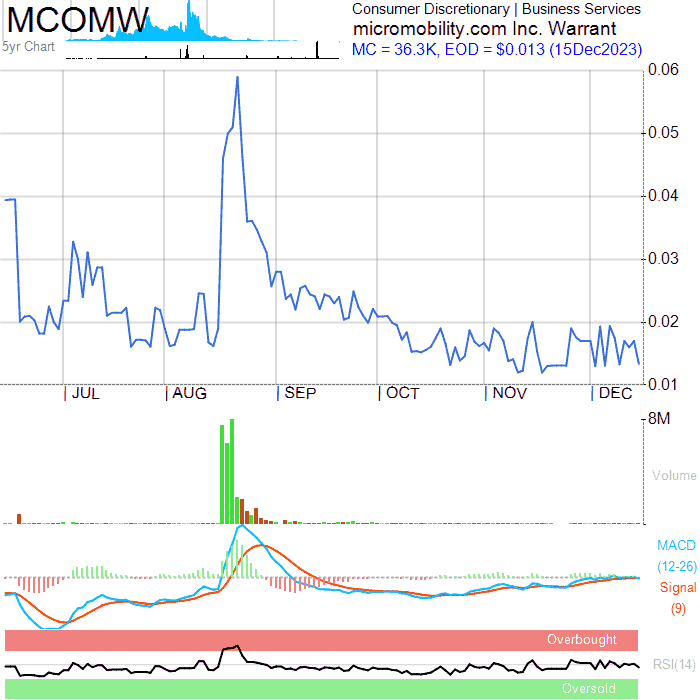 MCOMW
5yr Chart
Consumer Discretionary | Business Services
micromobility.com Inc. Warrant
MC = 36.3K, EOD = $0.013 (15Dec2023)
0.06
0.05
0.04
0.03
0.02
0.01
JUL AUG SEP OCT NOV DEC
8M
Volume
MACD
(12-26)
Signal
(9)
Overbought
RSI(14)
Oversold